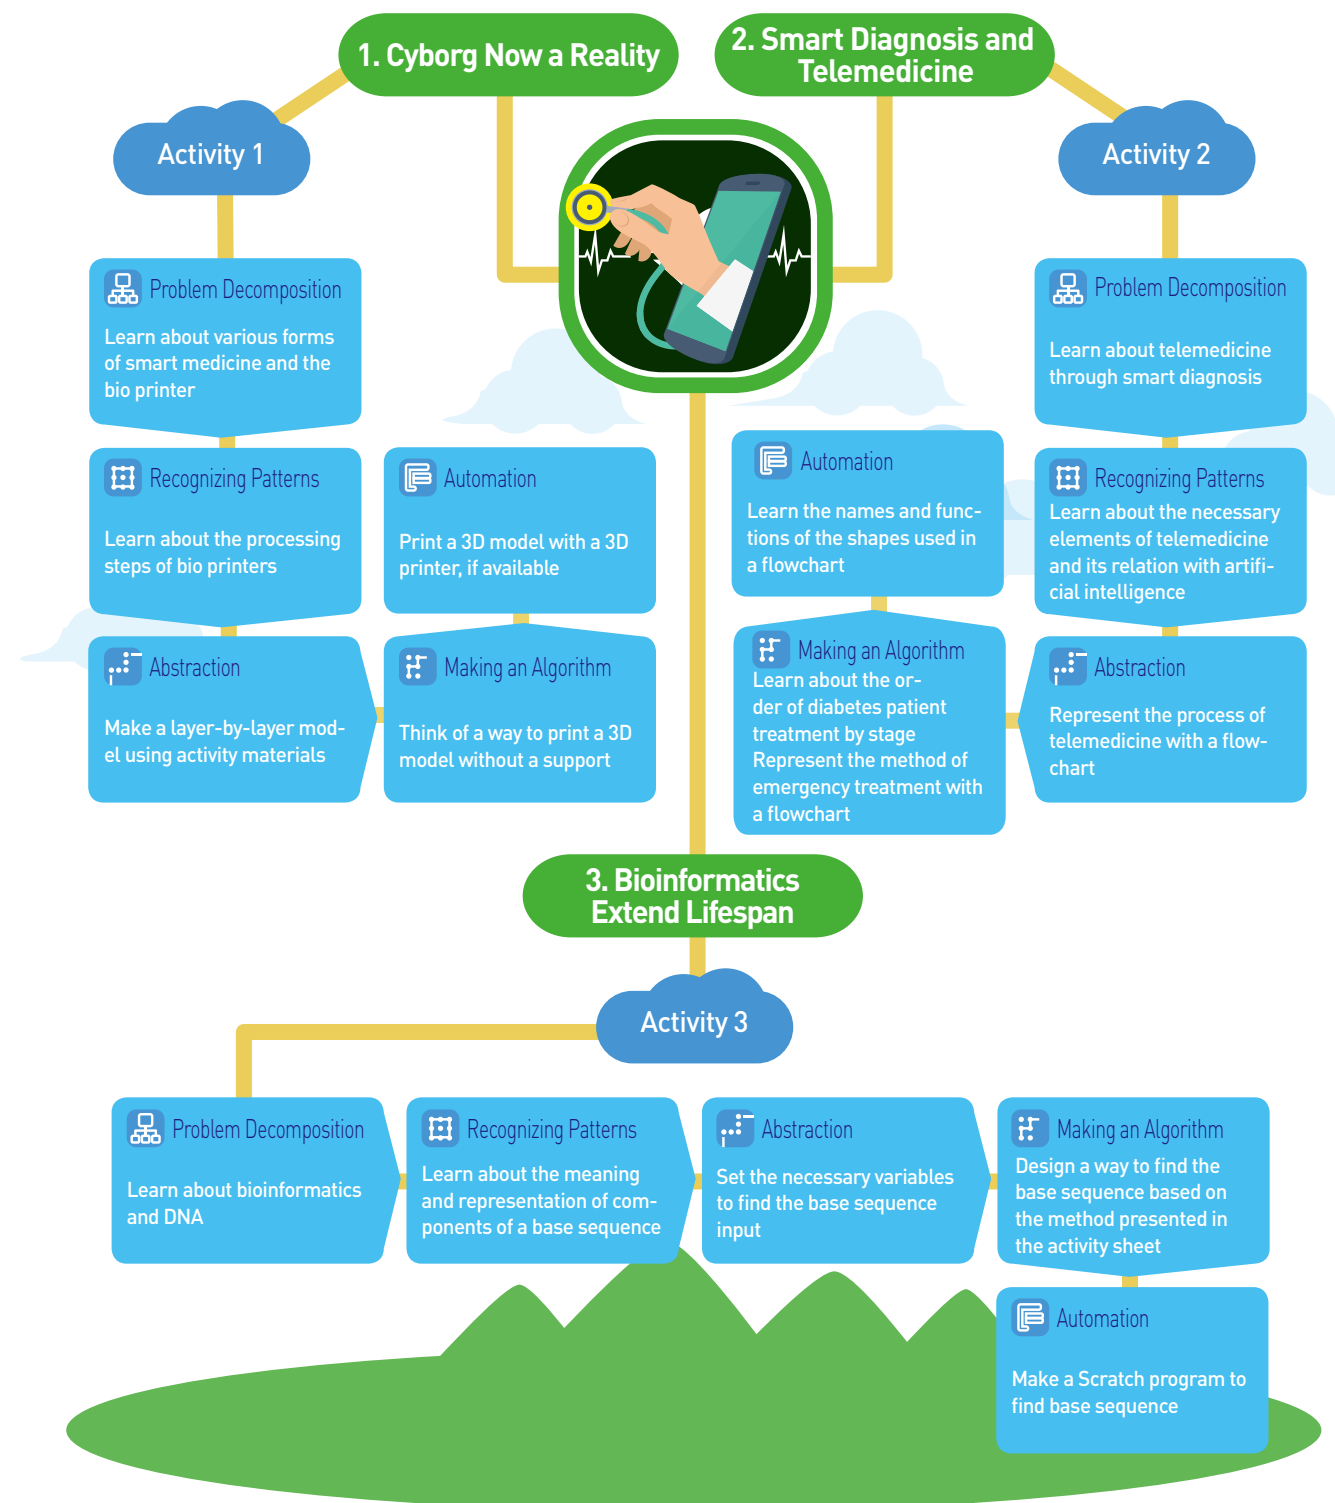 1. Cyborg Now a Reality
2. Smart Diagnosis and
Telemedicine
Activity 1
Problem Decomposition
Learn about various forms
of smart medicine and the
bio printer
Recognizing Patterns
Learn about the processing
steps of bio printers
Abstraction
Make a layer-by-layer mod-
el using activity materials
Making an Algorithm
Think of a way to print a 3D
model without a support
Automation
Print a 3D model with a 3D
printer, if available
Activity 2
Problem Decomposition
Learn about telemedicine
through smart diagnosis
Recognizing Patterns
Learn about the necessary
elements of telemedicine
and its relation with artifi-
cial intelligence
Abstraction
Represent the process of
telemedicine with a flow-
chart
Making an Algorithm
Learn about the or-
der of diabetes patient
treatment by stage
Represent the method of
emergency treatment with
a flowchart
Automation
Learn the names and func-
tions of the shapes used in
a flowchart
3. Bioinformatics
Extend Lifespan
Activity 3
Problem Decomposition
Learn about bioinformatics
and DNA
Recognizing Patterns
Learn about the meaning
and representation of com-
ponents of a base sequence
Abstraction
Set the necessary variables
to find the base sequence
input
Making an Algorithm
Design a way to find the
base sequence based on
the method presented in
the activity sheet
Automation
Make a Scratch program to
find base sequence